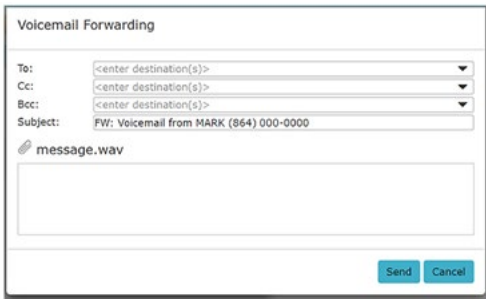 Voicemail Forwarding
To: <enter destination(s)>
Cc: <enter destination(s)>
Bcc: <enter destination(s)>
Subject: FW: Voicemail from MARK (864) 000-0000
message.wav
Send Cancel